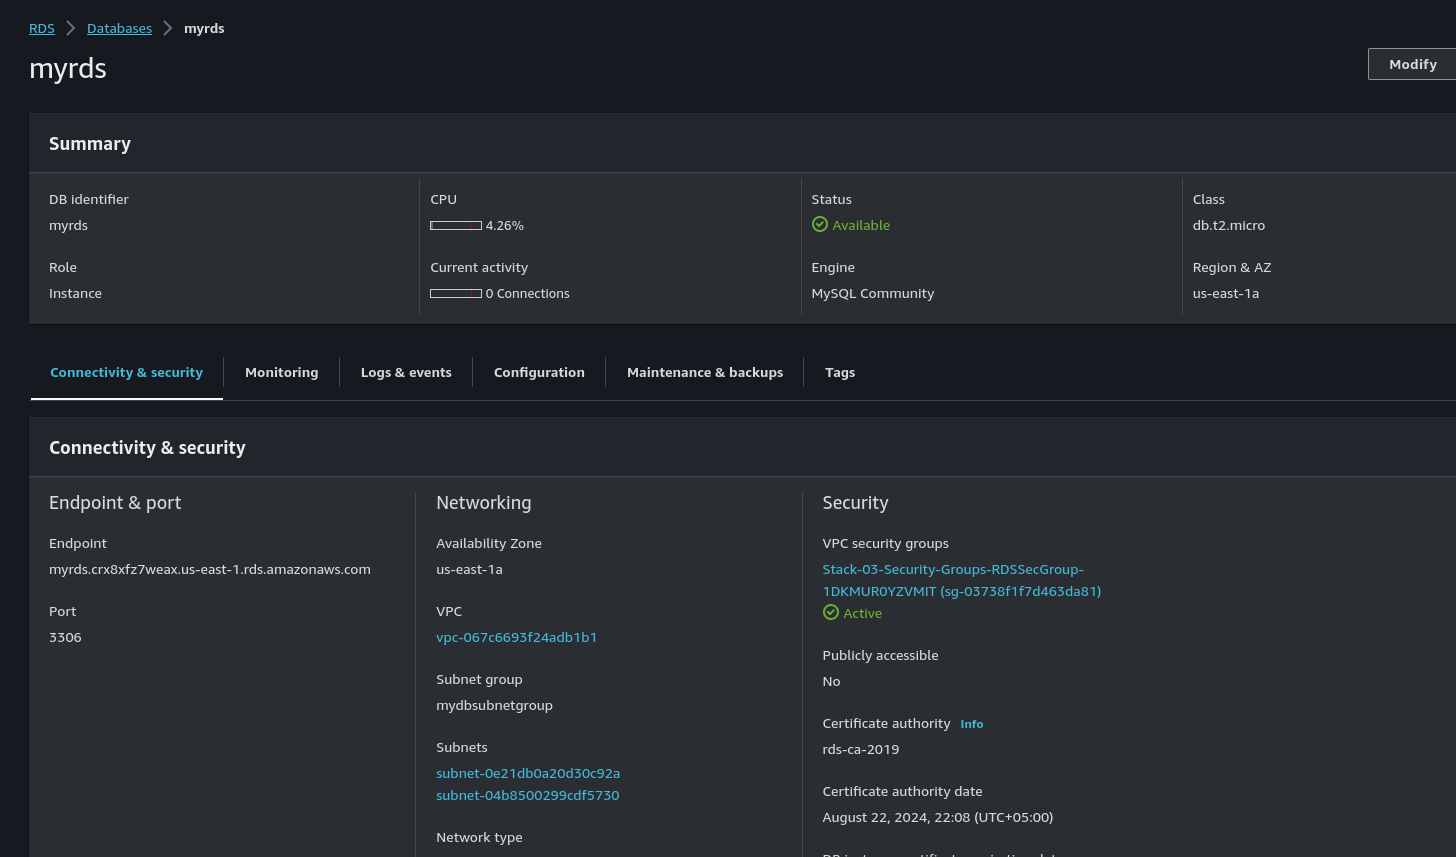 RDS > Databases > myrds
myrds
Modify
Summary
DB identifier
myrds
CPU
4.26%
Status
Available
Class
db.t2.micro
Role
Instance
Current activity
0 Connections
Engine
MySQL Community
Region & AZ
us-east-1a
Connectivity & security
Monitoring
Logs & events
Configuration
Maintenance & backups
Tags
Connectivity & security
Endpoint & port
Endpoint
myrds.crx8xfz7weax.us-east-1.rds.amazonaws.com
Port
3306
Networking
Availability Zone
us-east-1a
VPC
vpc-067c6693f24adb1b1
Subnet group
mydbsubnetgroup
Subnets
subnet-0e21db0a20d30c92a
subnet-04b8500299cdf5730
Network type
Security
VPC security groups
Stack-03-Security-Groups-RDSSecGroup-
1DKMUR0YZVMIT (sg-03738f1f7d463da81)
Active
Publicly accessible
No
Certificate authority Info
rds-ca-2019
Certificate authority date
August 22, 2024, 22:08 (UTC+05:00)